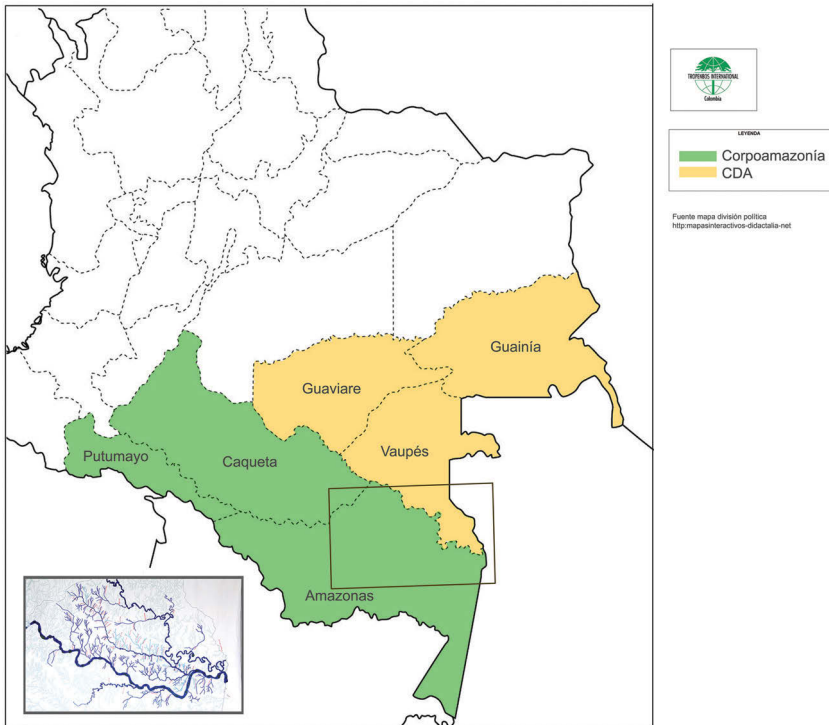 TROPENBOS INTERNATIONAL
Colombia
LEYENDA
Corpoamazonía
CDA
Fuente mapa división politica
http:mapasinteractivos-didactalia-net
Guainía
Guaviare
Vaupés
Putumayo
Caqueta
Amazonas